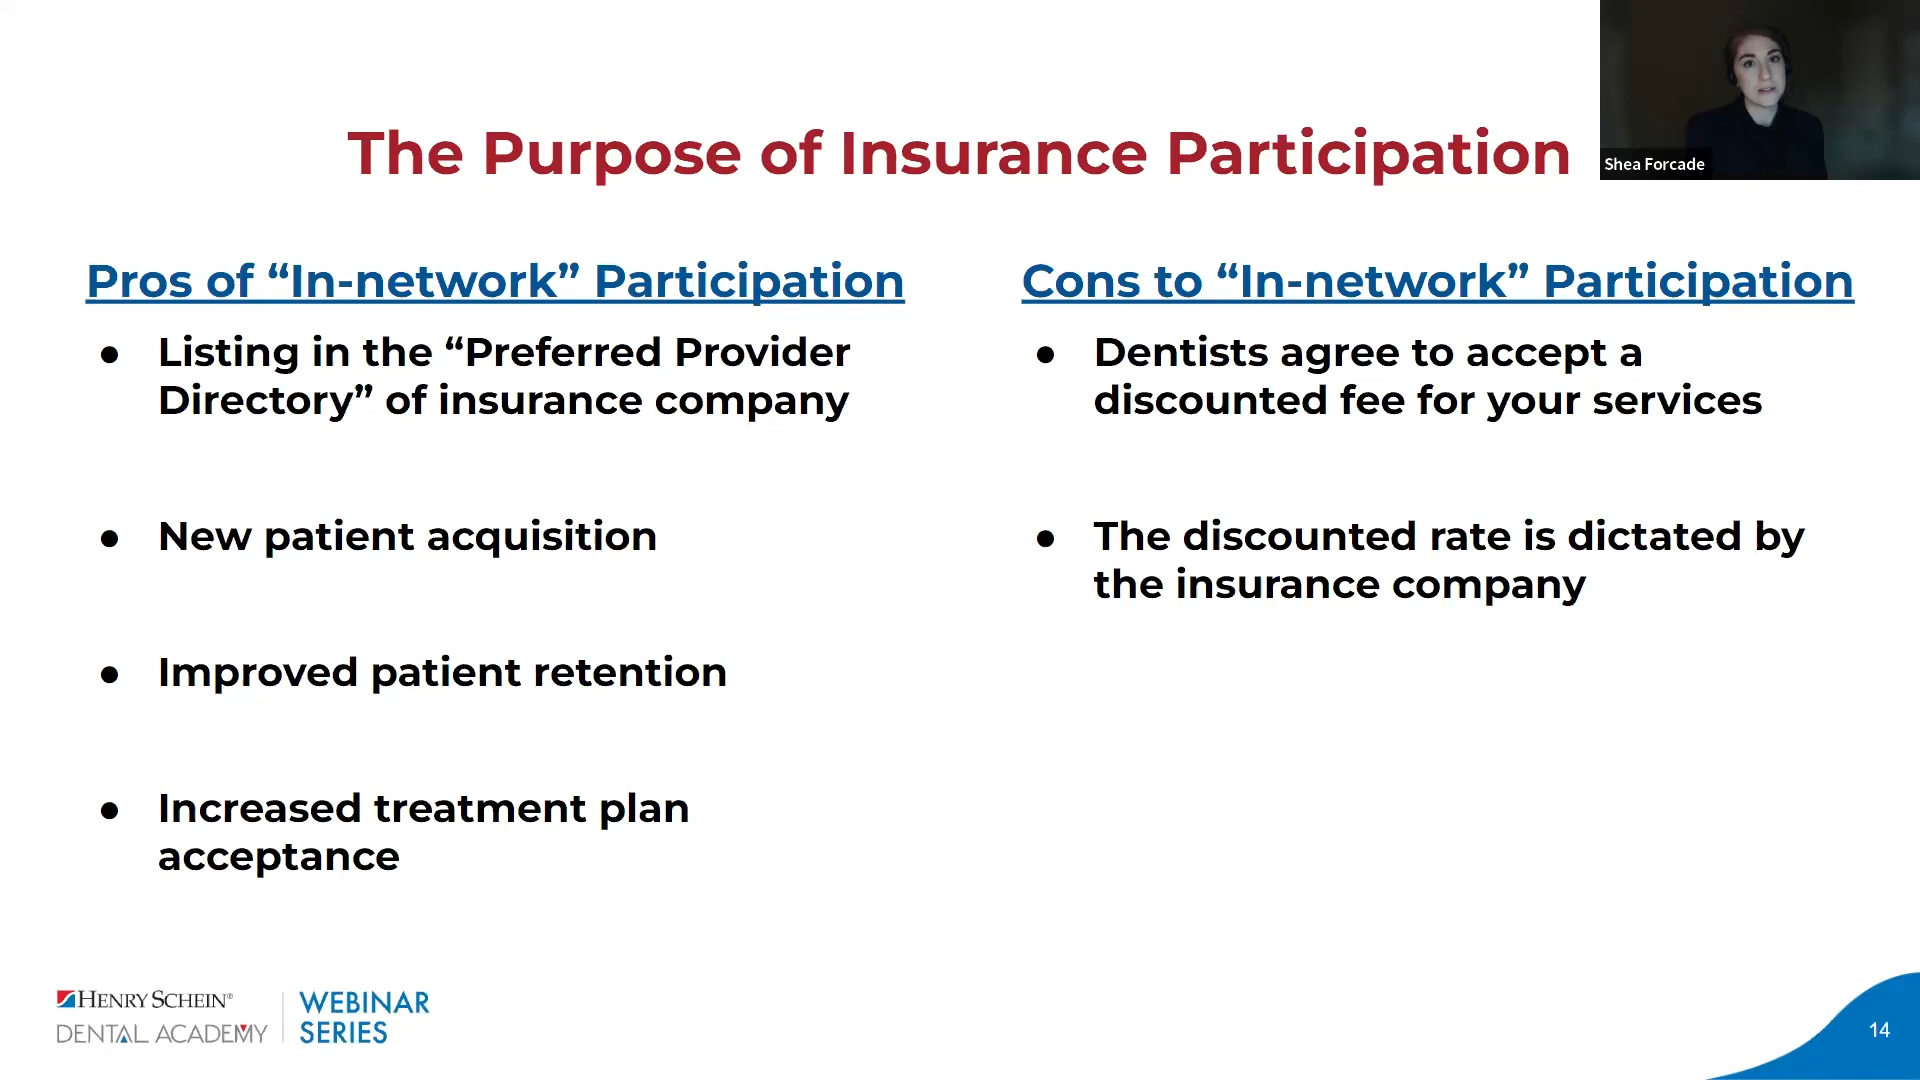 The Purpose of Insurance Participation
Shea Forcade
Pros of “In-network” Participation
● Listing in the “Preferred Provider
Directory” of insurance company
● New patient acquisition
● Improved patient retention
● Increased treatment plan
acceptance
Cons to “In-network” Participation
● Dentists agree to accept a
discounted fee for your services
● The discounted rate is dictated by
the insurance company
HENRY SCHEIN®
DENTAL ACADEMY
WEBINAR
SERIES
14